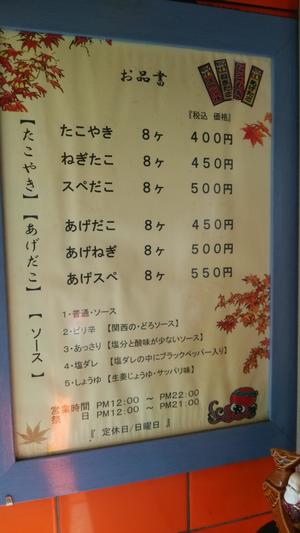 お品書
『税込 価格』
【たこやき】
たこやき 8ヶ 400円
ねぎたこ 8ヶ 450円
スペだこ 8ヶ 500円
【あげだこ】
あげだこ 8ヶ 450円
あげねぎ 8ヶ 500円
あげスペ 8ヶ 550円
【ソース】
1・普通・ソース
2・ピリ辛 【関西の・どろソース】
3・あっさり【塩分と酸味が少ないソース】
4・塩ダレ 【塩ダレの中にブラックペッパー入り】
5・しょうゆ【生姜じょうゆ・サッパリ味】
営業時間 PM12:00 ～ PM22:00
祭 日 PM12:00 ～ PM21:00
『 定休日/日曜日 』